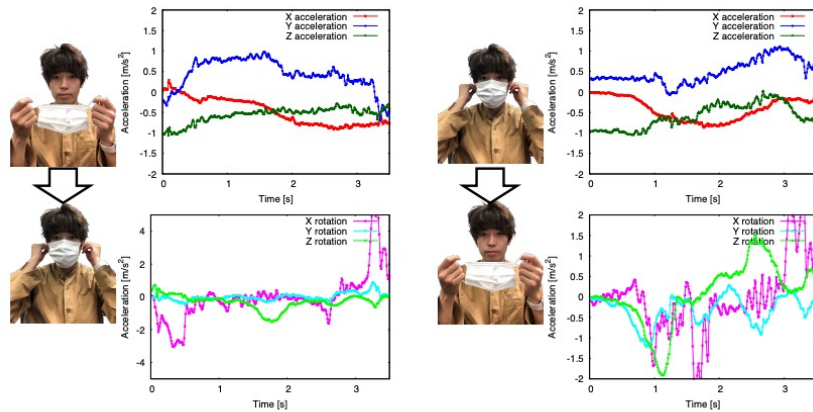 X acceleration
Y acceleration
Z acceleration
2
1.5
1
0.5
0
-0.5
-1
-1.5
-2
Acceleration [m/s²]
0 1 2 3
Time [s]
X acceleration
Y acceleration
Z acceleration
2
1.5
1
0.5
0
-0.5
-1
-1.5
-2
Acceleration [m/s²]
0 1 2 3
Time [s]
X rotation
Y rotation
Z rotation
4
2
0
-2
-4
Acceleration [m/s²]
0 1 2 3
Time [s]
X rotation
Y rotation
Z rotation
2
1.5
1
0.5
0
-0.5
-1
-1.5
-2
Acceleration [m/s²]
0 1 2 3
Time [s]